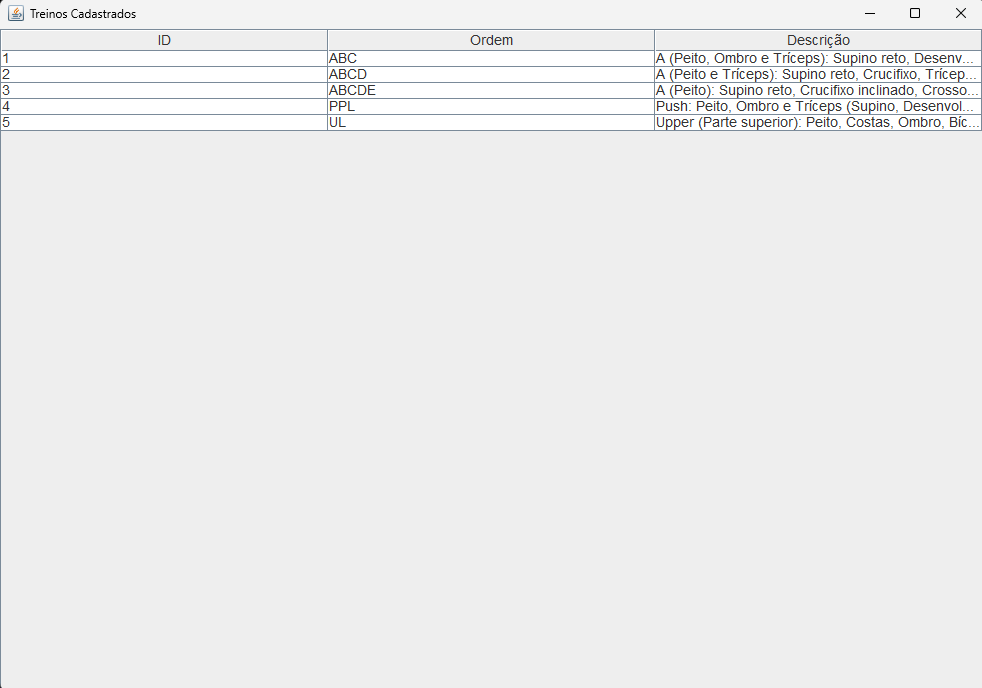 Treinos Cadastrados
ID Ordem Descrição
1 ABC A (Peito, Ombro e Tríceps): Supino reto, Desenv...
2 ABCD A (Peito e Tríceps): Supino reto, Crucifixo, Trícep...
3 ABCDE A (Peito): Supino reto, Crucifixo inclinado, Crosso...
4 PPL Push: Peito, Ombro e Tríceps (Supino, Desenvol...
5 UL Upper (Parte superior): Peito, Costas, Ombro, Bíc...